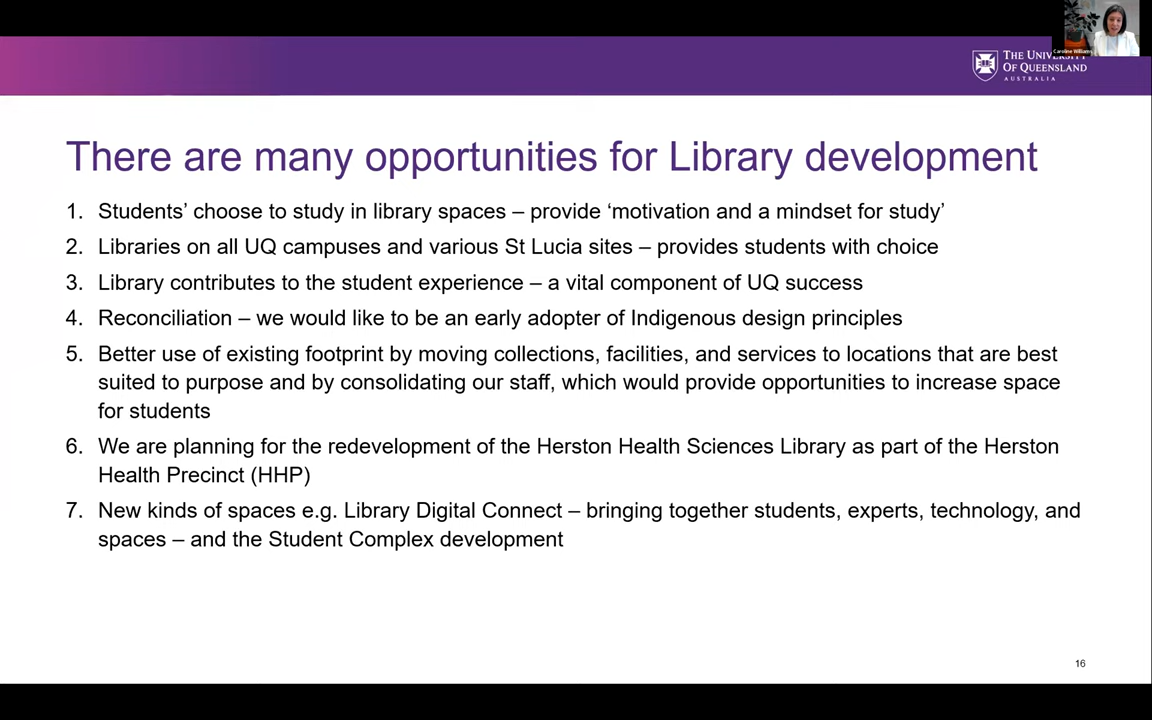 Caroline Williams
THE UNIVERSITY
OF QUEENSLAND
AUSTRALIA
There are many opportunities for Library development
1. Students’ choose to study in library spaces – provide ‘motivation and a mindset for study’
2. Libraries on all UQ campuses and various St Lucia sites – provides students with choice
3. Library contributes to the student experience – a vital component of UQ success
4. Reconciliation – we would like to be an early adopter of Indigenous design principles
5. Better use of existing footprint by moving collections, facilities, and services to locations that are best
suited to purpose and by consolidating our staff, which would provide opportunities to increase space
for students
6. We are planning for the redevelopment of the Herston Health Sciences Library as part of the Herston
Health Precinct (HHP)
7. New kinds of spaces e.g. Library Digital Connect – bringing together students, experts, technology, and
spaces – and the Student Complex development
16